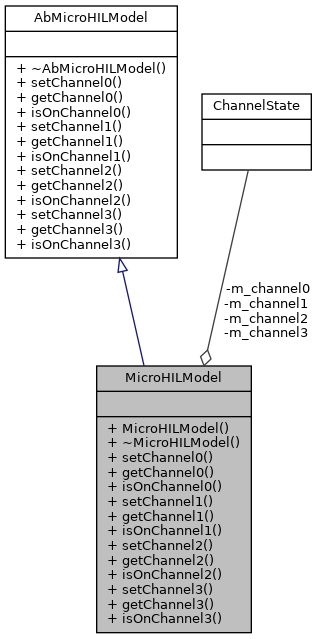 AbMicroHILModel
+ ~AbMicroHILModel()
+ setChannel0()
+ getChannel0()
+ isOnChannel0()
+ setChannel1()
+ getChannel1()
+ isOnChannel1()
+ setChannel2()
+ getChannel2()
+ isOnChannel2()
+ setChannel3()
+ getChannel3()
+ isOnChannel3()
ChannelState
-m_channel0
-m_channel1
-m_channel2
-m_channel3
MicroHILModel
+ MicroHILModel()
+ ~MicroHILModel()
+ setChannel0()
+ getChannel0()
+ isOnChannel0()
+ setChannel1()
+ getChannel1()
+ isOnChannel1()
+ setChannel2()
+ getChannel2()
+ isOnChannel2()
+ setChannel3()
+ getChannel3()
+ isOnChannel3()